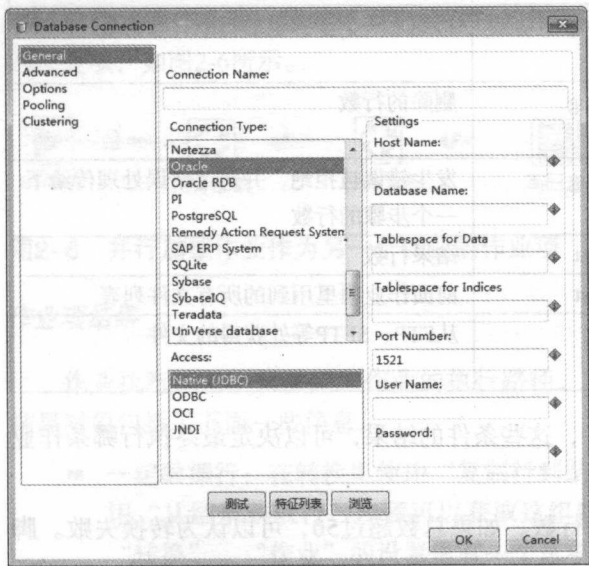 Database Connection
General
Advanced
Options
Pooling
Clustering
Connection Name:
Connection Type:
Netezza
Oracle
Oracle RDB
PI
PostgreSQL
Remedy Action Request System
SAP ERP System
SQLite
Sybase
SybaseIQ
Teradata
UniVerse database
Access:
Native (JDBC)
ODBC
OCI
JNDI
Settings
Host Name:
Database Name:
Tablespace for Data
Tablespace for Indices
Port Number:
1521
User Name:
Password:
测试
特征列表
浏览
OK
Cancel